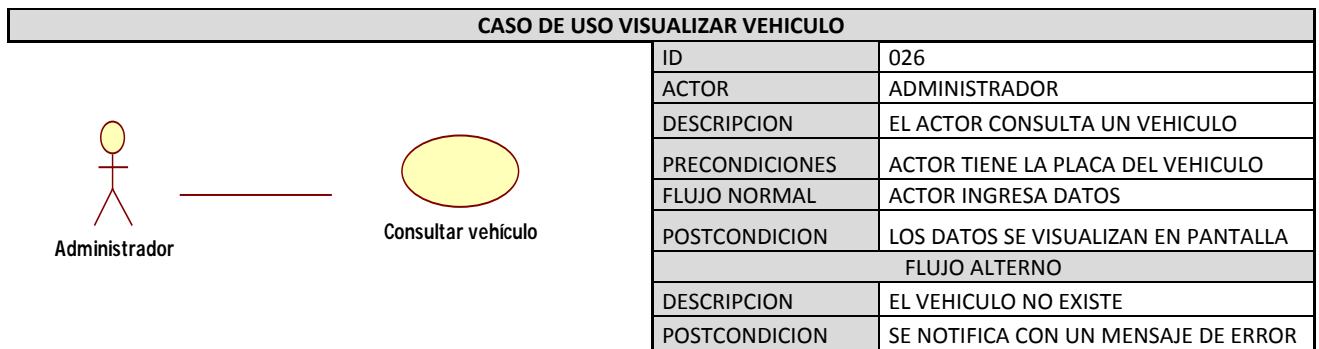 CASO DE USO VISUALIZAR VEHICULO
ID 026
ACTOR ADMINISTRADOR
DESCRIPCION EL ACTOR CONSULTA UN VEHICULO
PRECONDICIONES ACTOR TIENE LA PLACA DEL VEHICULO
FLUJO NORMAL ACTOR INGRESA DATOS
POSTCONDICION LOS DATOS SE VISUALIZAN EN PANTALLA
FLUJO ALTERNO
DESCRIPCION EL VEHICULO NO EXISTE
POSTCONDICION SE NOTIFICA CON UN MENSAJE DE ERROR
Administrador
Consultar vehículo